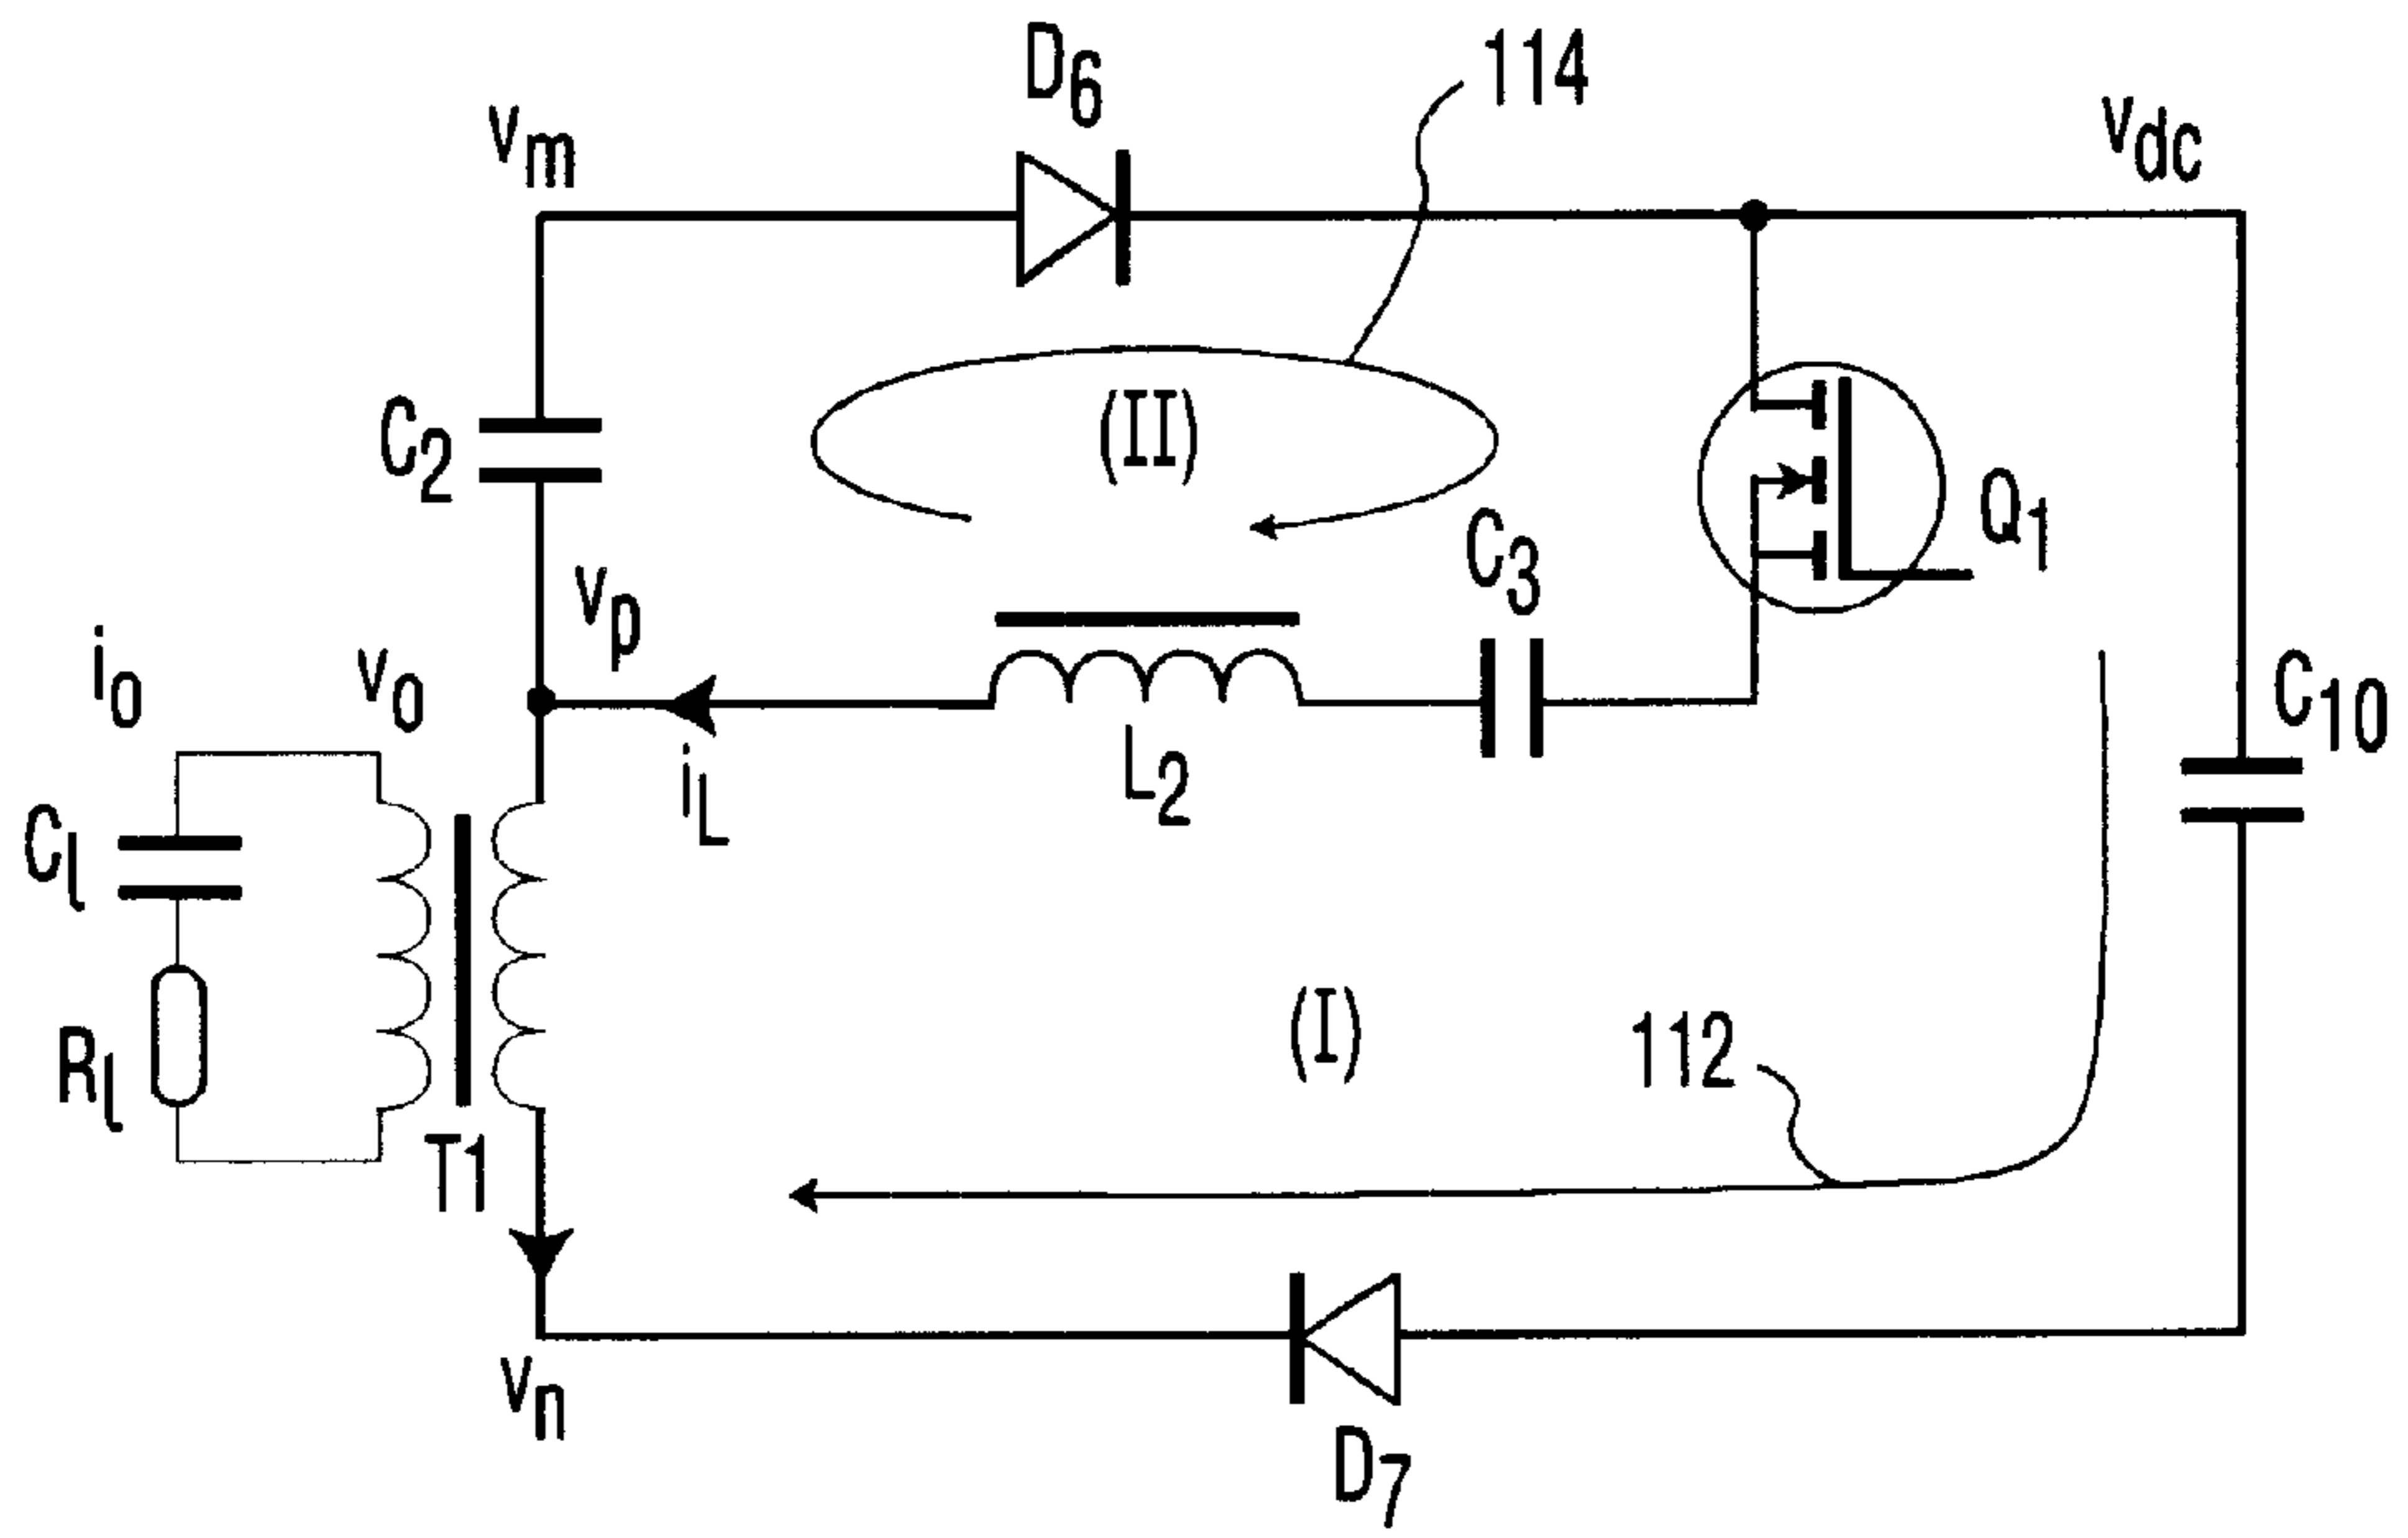 D6
114
vm
vdc
(II)
C2
Q1
C3
vp
io
vo
C10
iL
L2
Cl
(I)
112
Rl
T1
vn
D7